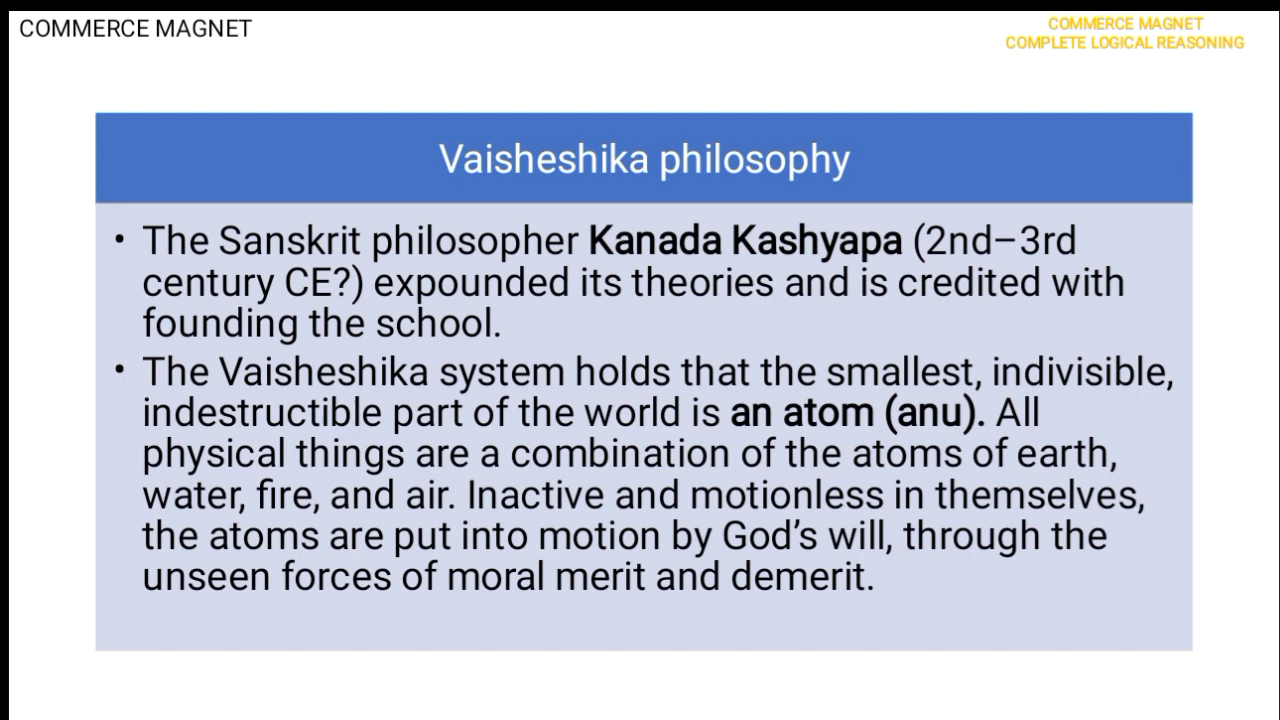 COMMERCE MAGNET
COMMERCE MAGNET
COMPLETE LOGICAL REASONING
Vaisheshika philosophy
• The Sanskrit philosopher Kanada Kashyapa (2nd–3rd
century CE?) expounded its theories and is credited with
founding the school.
• The Vaisheshika system holds that the smallest, indivisible,
indestructible part of the world is an atom (anu). All
physical things are a combination of the atoms of earth,
water, fire, and air. Inactive and motionless in themselves,
the atoms are put into motion by God’s will, through the
unseen forces of moral merit and demerit.